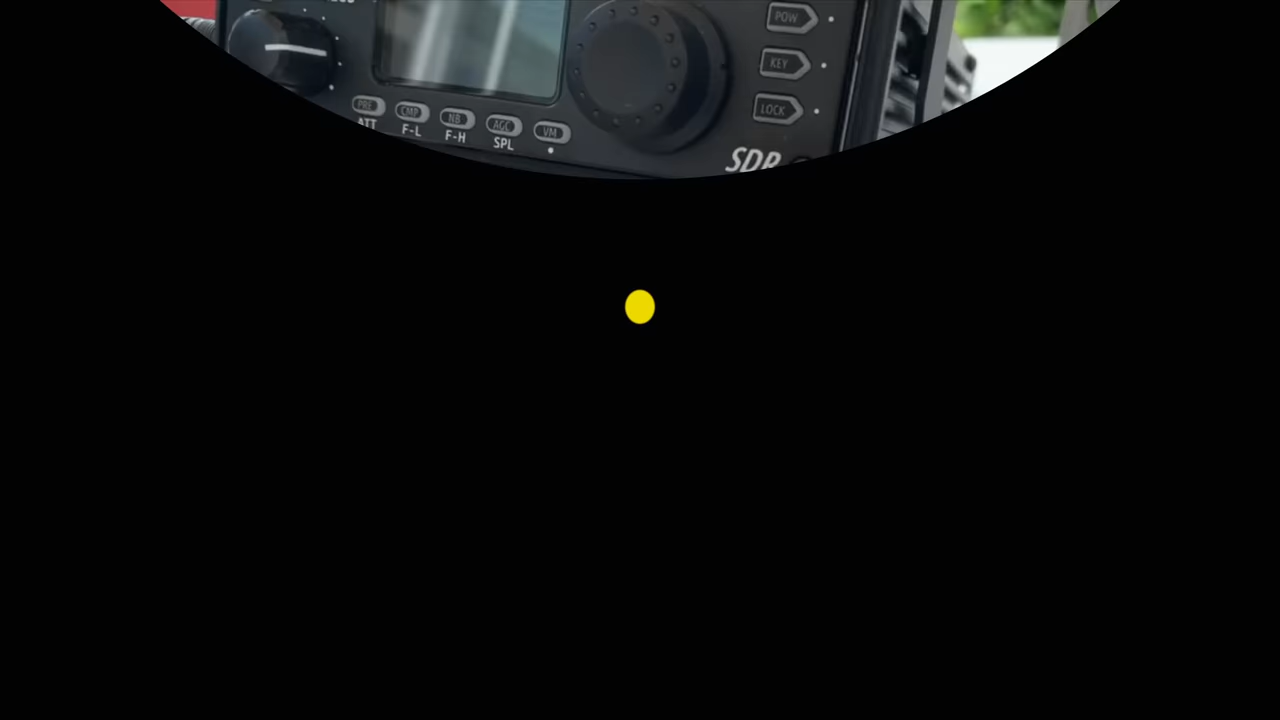 POW
KEY
LOCK
PRE CMP NB AGC VM
ATT F-L F-H SPL
SDR